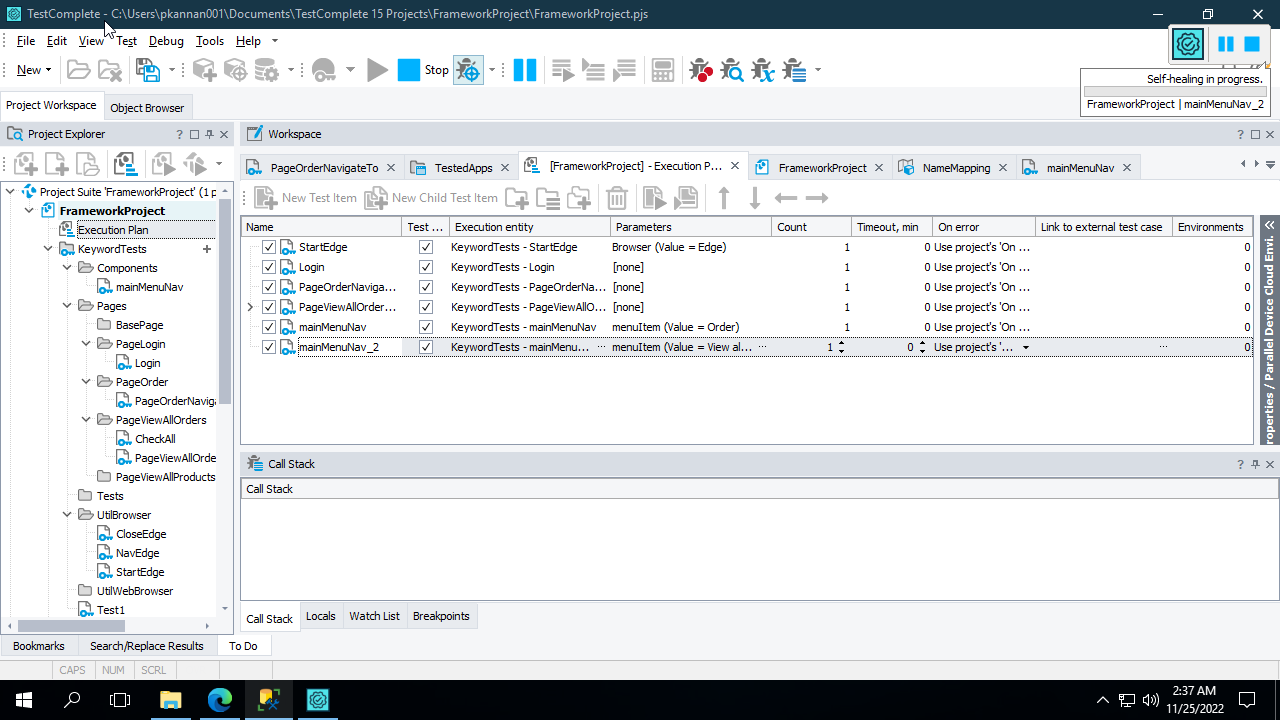 TestComplete - C:\Users\pkannan001\Documents\TestComplete 15 Projects\FrameworkProject\FrameworkProject.pjs
File Edit View Test Debug Tools Help
New Stop
Self-healing in progress.
FrameworkProject | mainMenuNav_2
Project Workspace Object Browser
Project Explorer
Workspace
PageOrderNavigateTo TestedApps [FrameworkProject] - Execution P... FrameworkProject NameMapping mainMenuNav
New Test Item New Child Test Item
Project Suite 'FrameworkProject' (1 p
FrameworkProject
Execution Plan
KeywordTests
Components
mainMenuNav
Pages
BasePage
PageLogin
Login
PageOrder
PageOrderNaviga
PageViewAllOrders
CheckAll
PageViewAllOrde
PageViewAllProducts
Tests
UtilBrowser
CloseEdge
NavEdge
StartEdge
UtilWebBrowser
Test1
Name Test ... Execution entity Parameters Count Timeout, min On error Link to external test case Environments
StartEdge KeywordTests - StartEdge Browser (Value = Edge) 1 0 Use project's 'On ... 0
Login KeywordTests - Login [none] 1 0 Use project's 'On ... 0
PageOrderNaviga... KeywordTests - PageOrderNa... [none] 1 0 Use project's 'On ... 0
PageViewAllOrder... KeywordTests - PageViewAllO... [none] 1 0 Use project's 'On ... 0
mainMenuNav KeywordTests - mainMenuNav menuItem (Value = Order) 1 0 Use project's 'On ... 0
mainMenuNav_2 KeywordTests - mainMenu... ... menuItem (Value = View al... ... 1 0 Use project's '... ... 0
roperties / Parallel Device Cloud Envi.
Call Stack
Call Stack
Call Stack Locals Watch List Breakpoints
Bookmarks Search/Replace Results To Do
CAPS NUM SCRL
2:37 AM
11/25/2022